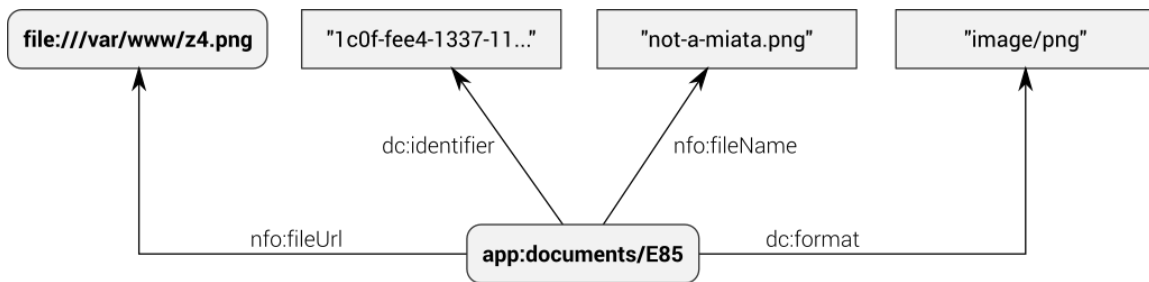 file:///var/www/z4.png
"1c0f-fee4-1337-11..."
"not-a-miata.png"
"image/png"
dc:identifier
nfo:fileName
nfo:fileUrl
app:documents/E85
dc:format